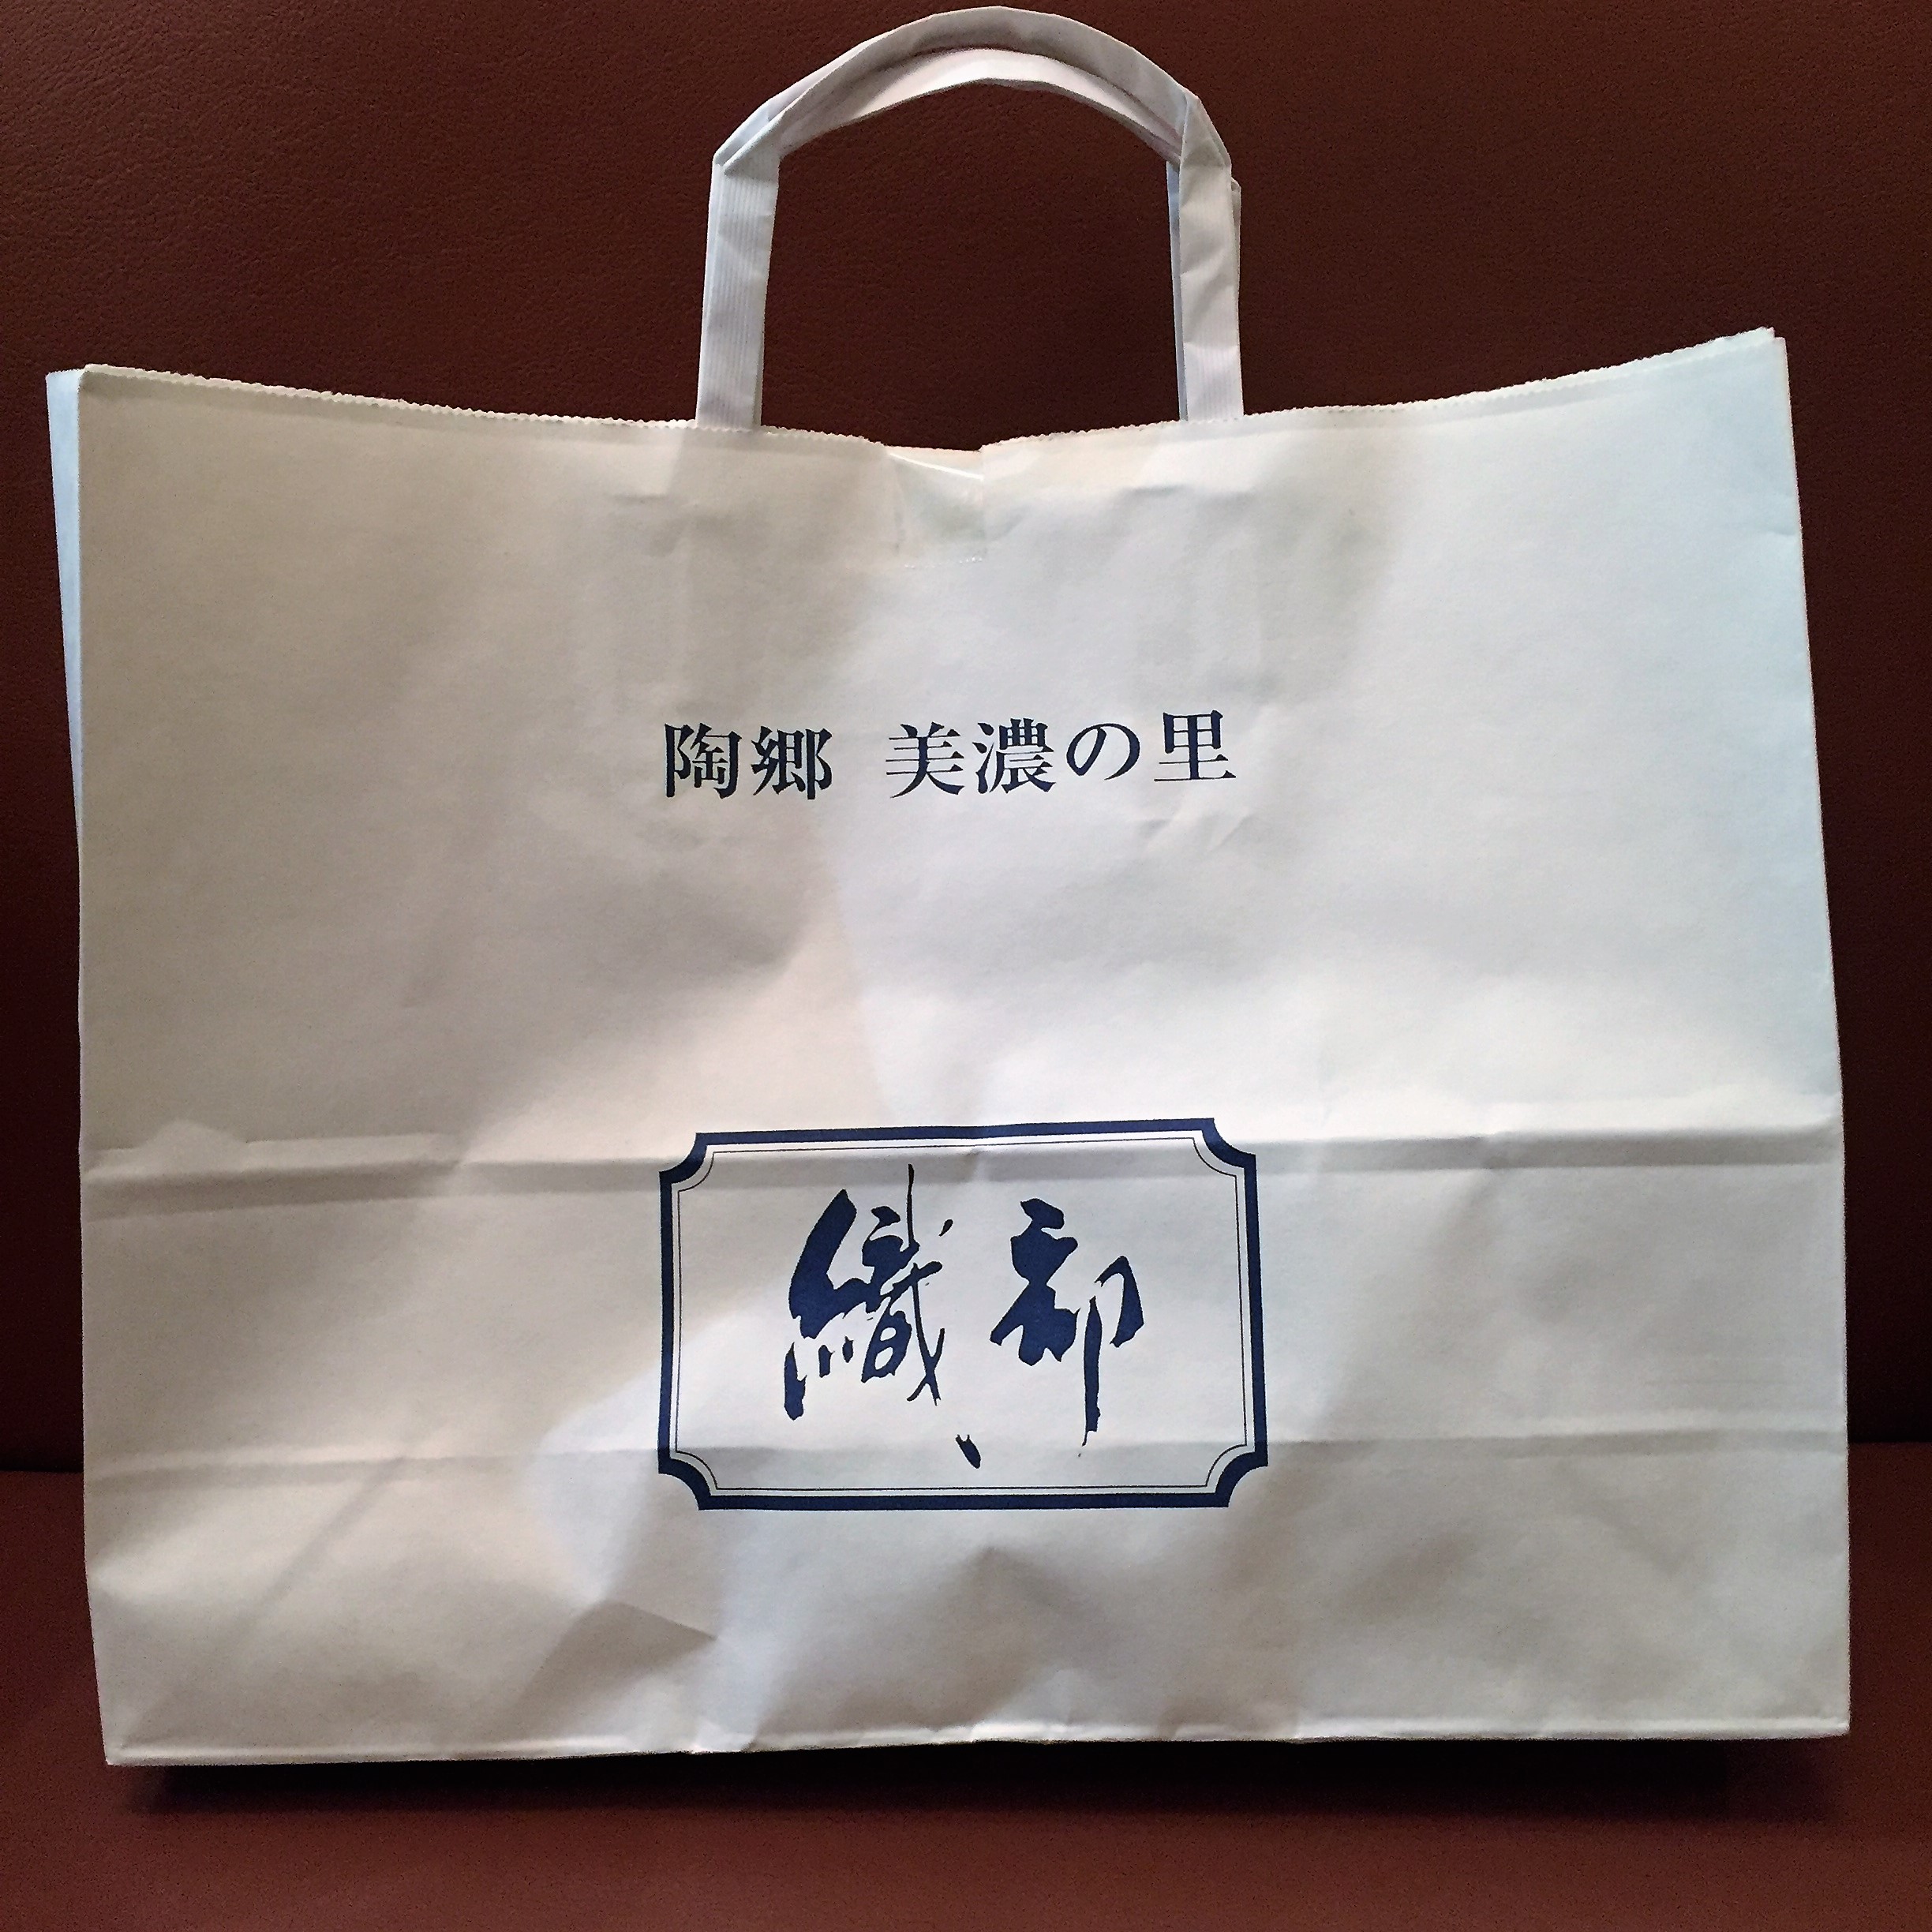 陶郷 美濃の里
織部